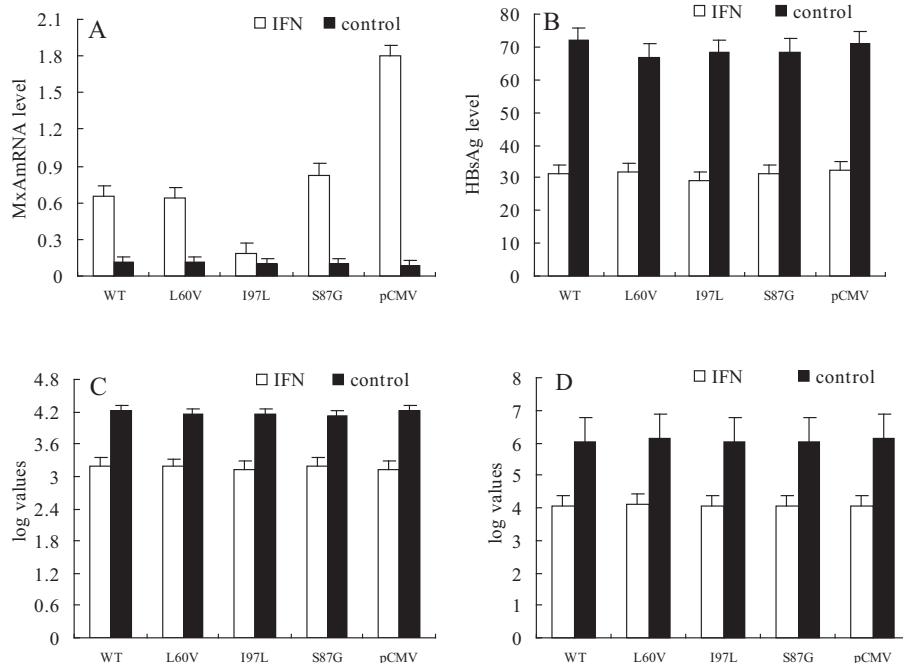 A
IFN control
MxAmRNA level
2.1
1.8
1.5
1.2
0.9
0.6
0.3
0
WT L60V I97L S87G pCMV
B
IFN control
HBsAg level
80
70
60
50
40
30
20
10
0
WT L60V I97L S87G pCMV
C
IFN control
log values
4.8
4.2
3.6
3
2.4
1.8
1.2
0.6
0
WT L60V I97L S87G pCMV
D
IFN control
log values
8
7
6
5
4
3
2
1
0
WT L60V I97L S87G pCMV